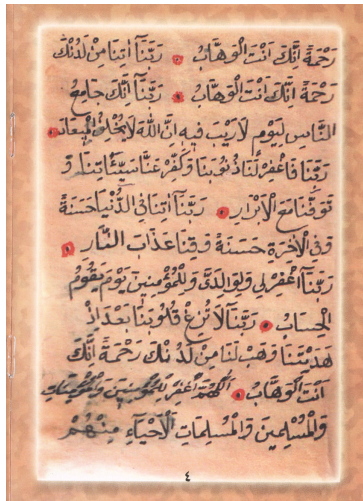 رَحْمَةً اِنَّكَ اَنْتَ الْوَهَّابُ رَبَّنَآ اٰتِنَا مِنْ لَدُنْكَ
رَحْمَةً اِنَّكَ اَنْتَ الْوَهَّابُ رَبَّنَآ اِنَّكَ جَامِعُ
النَّاسِ لِيَوْمٍ لَارَيْبَ فِيهِ اِنَّ اللّٰهَ لَا يُخْلِفُ الْمِيعَادَ
رَبَّنَا فَاغْفِرْ لَنَا ذُنُوبَنَا وَكَفِّرْ عَنَّا سَيِّئَاتِنَا وَ
تَوَفَّنَا مَعَ الْاَبْرَارِ رَبَّنَآ اٰتِنَا فِى الدُّنْيَا حَسَنَةً
وَفِى الْاٰخِرَةِ حَسَنَةً وَقِنَا عَذَابَ النَّارِ
رَبَّنَا اغْفِرْلِى وَلِوَالِدَىَّ وَلِلْمُؤْمِنِينَ يَوْمَ يَقُومُ
الْحِسَابُ رَبَّنَا لَا تُزِغْ قُلُوبَنَا بَعْدَ اِذْ
هَدَيْتَنَا وَهَبْ لَنَا مِنْ لَدُنْكَ رَحْمَةً اِنَّكَ
اَنْتَ الْوَهَّابُ اَللّٰهُمَّ اغْفِرْ لِلْمُؤْمِنِينَ وَالْمُؤْمِنَاتِ
وَالْمُسْلِمِينَ وَالْمُسْلِمَاتِ اَلْاَحْيَآءِ مِنْهُمْ
٤